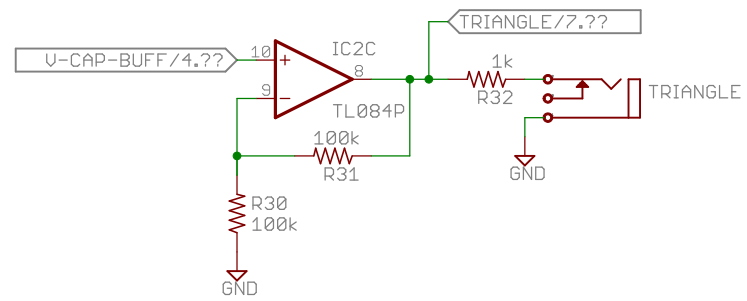 TRIANGLE/7.??
V-CAP-BUFF/4.??
10
IC2C
8
9
TL084P
1k
R32
TRIANGLE
100k
R31
GND
R30
100k
GND